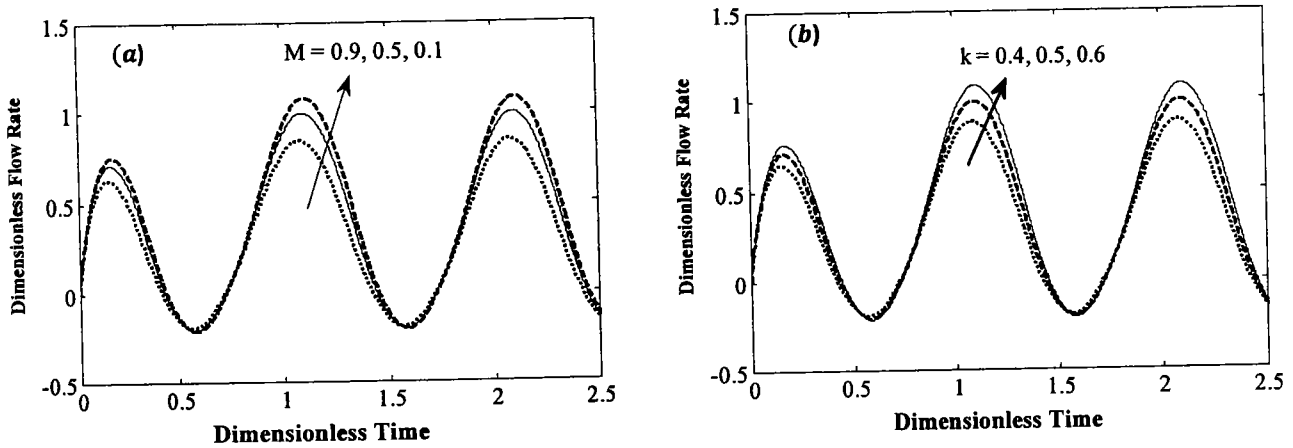 (a)
M = 0.9, 0.5, 0.1
Dimensionless Flow Rate
1.5
1
0.5
0
-0.5
0 0.5 1 1.5 2 2.5
Dimensionless Time
(b)
k = 0.4, 0.5, 0.6
Dimensionless Flow Rate
1.5
1
0.5
0
-0.5
0 0.5 1 1.5 2 2.5
Dimensionless Time